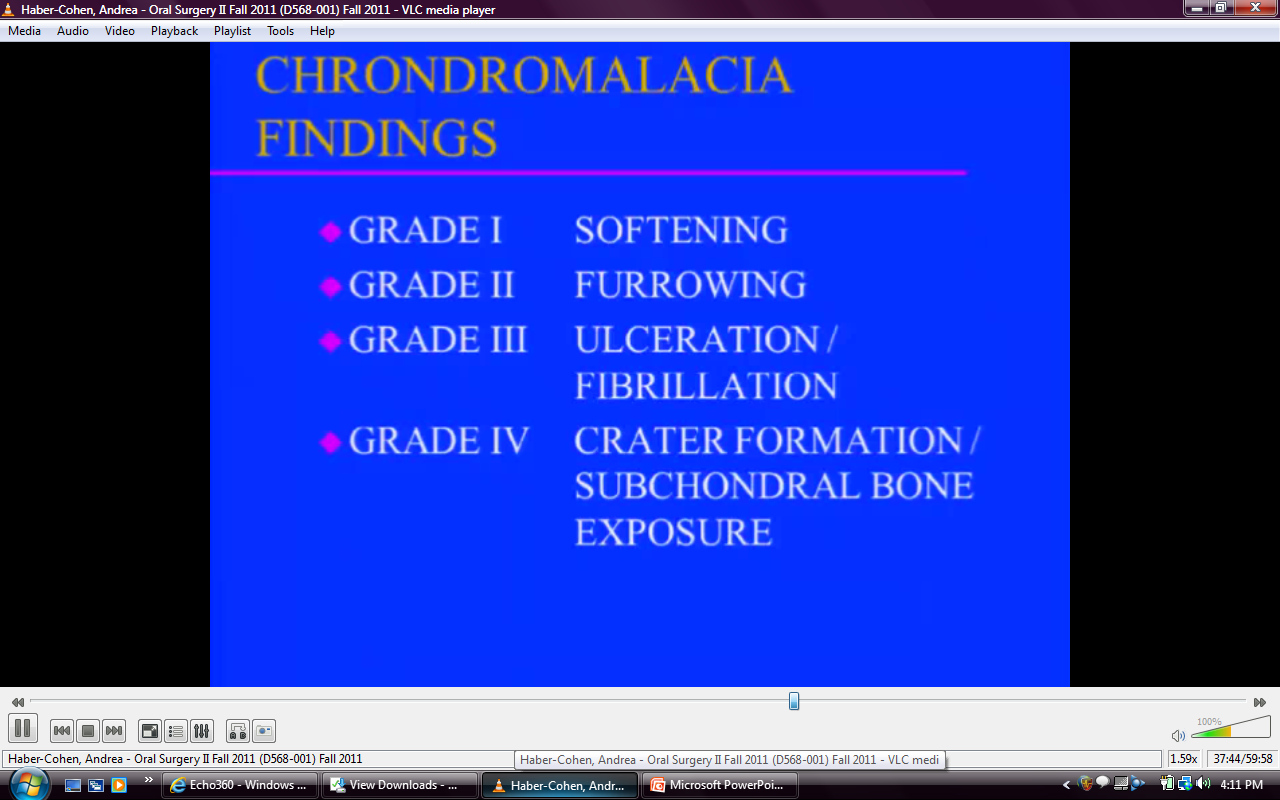 Haber-Cohen, Andrea - Oral Surgery II Fall 2011 (D568-001) Fall 2011 - VLC media player
Media Audio Video Playback Playlist Tools Help
CHRONDROMALACIA
FINDINGS
GRADE I SOFTENING
GRADE II FURROWING
GRADE III ULCERATION /
FIBRILLATION
GRADE IV CRATER FORMATION /
SUBCHONDRAL BONE
EXPOSURE
100%
Haber-Cohen, Andrea - Oral Surgery II Fall 2011 (D568-001) Fall 2011
Haber-Cohen, Andrea - Oral Surgery II Fall 2011 (D568-001) Fall 2011 - VLC medi
1.59x 37:44/59:58
Echo360 - Windows ... View Downloads - ... Haber-Cohen, Andr... Microsoft PowerPoi... 4:11 PM